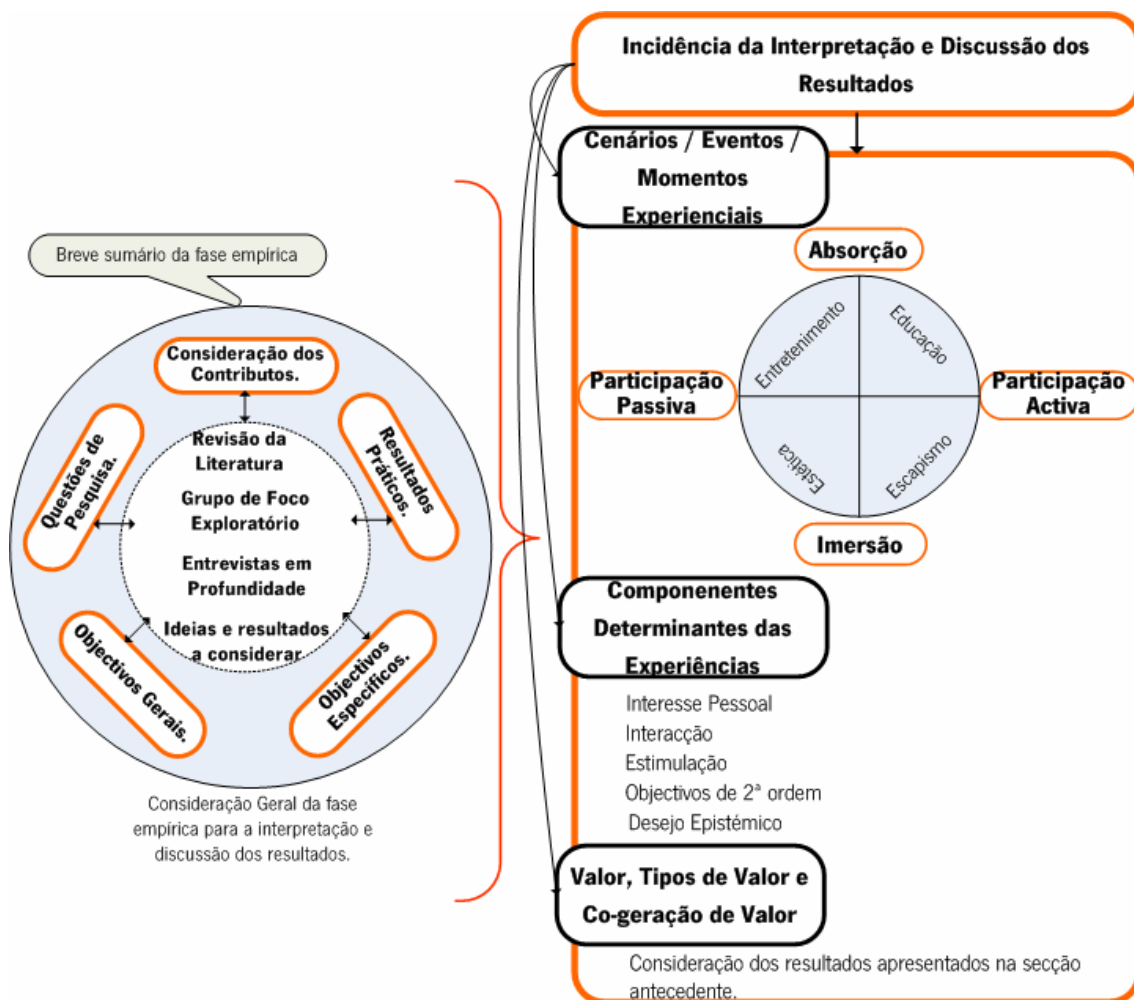 Incidência da Interpretação e Discussão dos
Resultados
Cenários / Eventos /
Momentos
Experienciais
Breve sumário da fase empírica
Consideração dos
Contributos.
Questões de
Pesquisa.
Resultados
Práticos.
Revisão da
Literatura
Grupo de Foco
Exploratório
Entrevistas em
Profundidade
Ideias e resultados
a considerar
Objectivos Gerais.
Objectivos
Específicos.
Consideração Geral da fase
empírica para a interpretação e
discussão dos resultados.
Absorção
Entretenimento
Educação
Participação
Passiva
Participação
Activa
Estética
Escapismo
Imersão
Componenentes
Determinantes das
Experiências
Interesse Pessoal
Interacção
Estimulação
Objectivos de 2ª ordem
Desejo Epistémico
Valor, Tipos de Valor e
Co-geração de Valor
Consideração dos resultados apresentados na secção
antecedente.